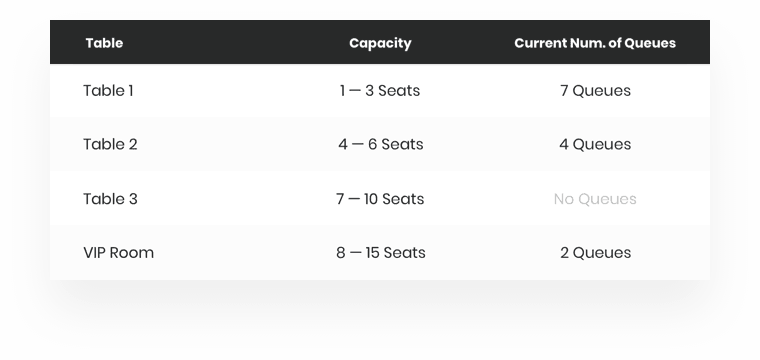 Table Capacity Current Num. of Queues
Table 1 1 — 3 Seats 7 Queues
Table 2 4 — 6 Seats 4 Queues
Table 3 7 — 10 Seats No Queues
VIP Room 8 — 15 Seats 2 Queues